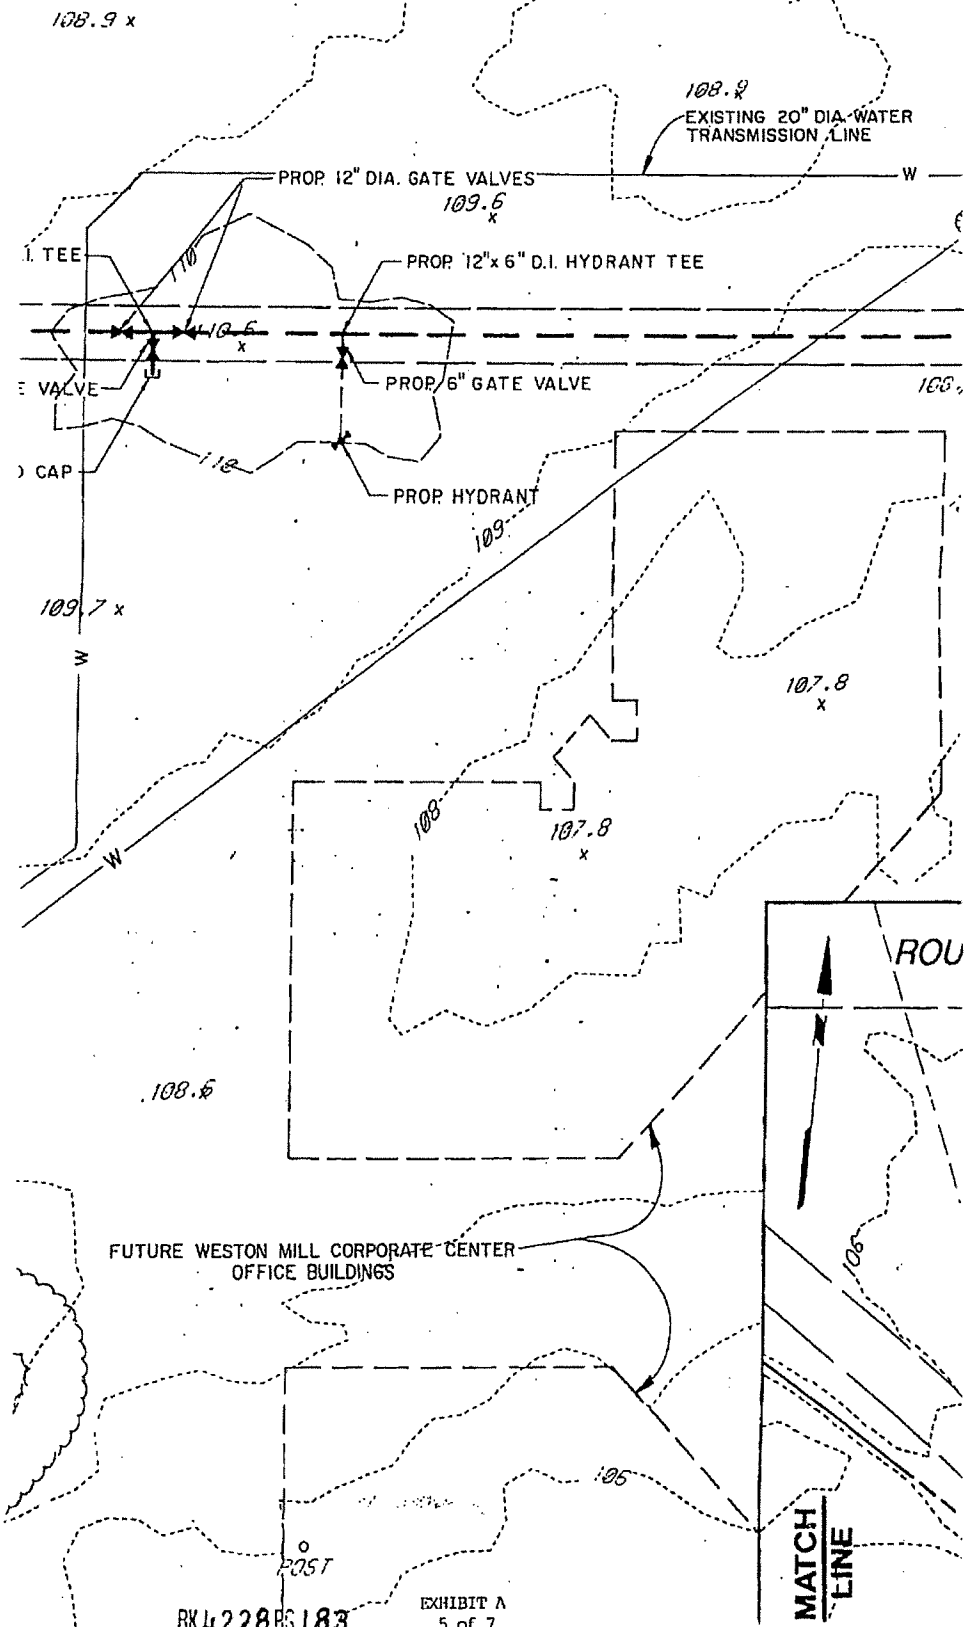 108.9 x
108.9
x
EXISTING 20" DIA. WATER
TRANSMISSION LINE
PROP. 12" DIA. GATE VALVES
W
109.6
x
.I. TEE
110
PROP. 12"x 6" D.I. HYDRANT TEE
110.6
x
E VALVE
PROP. 6" GATE VALVE
110
CAP
PROP. HYDRANT
109
109.7 x
W
107.8
x
108
107.8
x
W
ROU
N
108.6
x
FUTURE WESTON MILL CORPORATE CENTER
OFFICE BUILDINGS
106
POST
MATCH
LINE
EXHIBIT A
5 of 7
BK4228PG183